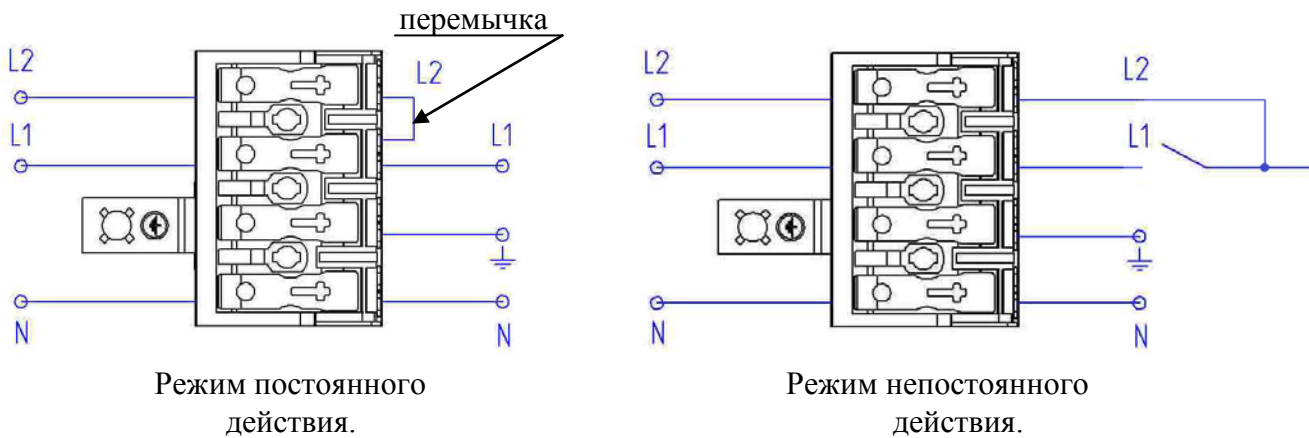 перемычка
L2
L2
L1
L1
N
N
Режим постоянного
действия.
L2
L2
L1
L1
N
N
Режим непостоянного
действия.